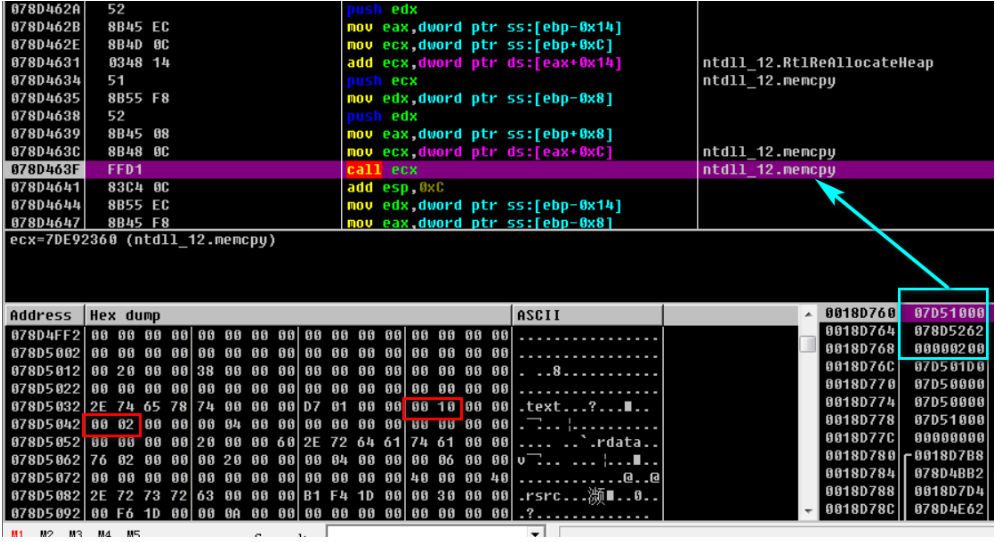 078D462A 52 push edx
078D462B 8B45 EC mov eax,dword ptr ss:[ebp-0x14]
078D462E 8B4D 0C mov ecx,dword ptr ss:[ebp+0xC]
078D4631 0348 14 add ecx,dword ptr ds:[eax+0x14] ntdll_12.RtlReAllocateHeap
078D4634 51 push ecx ntdll_12.memcpy
078D4635 8B55 F8 mov edx,dword ptr ss:[ebp-0x8]
078D4638 52 push edx
078D4639 8B45 08 mov eax,dword ptr ss:[ebp+0x8]
078D463C 8B48 0C mov ecx,dword ptr ds:[eax+0xC] ntdll_12.memcpy
078D463F FFD1 call ecx ntdll_12.memcpy
078D4641 83C4 0C add esp,0xC
078D4644 8B55 EC mov edx,dword ptr ss:[ebp-0x14]
078D4647 8B45 F8 mov eax,dword ptr ss:[ebp-0x8]
ecx=7DE92360 (ntdll_12.memcpy)
Address Hex dump ASCII
078D4FF2 00 00 00 00 00 00 00 00 00 00 00 00 00 00 00 00 ................
078D5002 00 00 00 00 00 00 00 00 00 00 00 00 00 00 00 00 ................
078D5012 00 20 00 00 38 00 00 00 00 00 00 00 00 00 00 00 . ..8...........
078D5022 00 00 00 00 00 00 00 00 00 00 00 00 00 00 00 00 ................
078D5032 2E 74 65 78 74 00 00 00 D7 01 00 00 00 10 00 00 .text...?...
078D5042 00 02 00 00 00 04 00 00 00 00 00 00 00 00 00 00
078D5052 00 00 00 00 20 00 00 60 2E 72 64 61 74 61 00 00 .... ..`.rdata..
078D5062 76 02 00 00 00 20 00 00 00 04 00 00 00 06 00 00
078D5072 00 00 00 00 00 00 00 00 00 00 00 00 40 00 00 40 ............@..@
078D5082 2E 72 73 72 63 00 00 00 B1 F4 1D 00 00 30 00 00 .rsrc...
078D5092 00 F6 1D 00 00 0A 00 00 00 00 00 00 00 00 00 00 .?..............
0018D760 07D51000
0018D764 078D5262
0018D768 00000200
0018D76C 07D501D0
0018D770 07D50000
0018D774 07D50000
0018D778 07D51000
0018D77C 00000000
0018D780 0018D7B8
0018D784 078D4BB2
0018D788 0018D7D4
0018D78C 078D4E62
M1 M2 M3 M4 M5